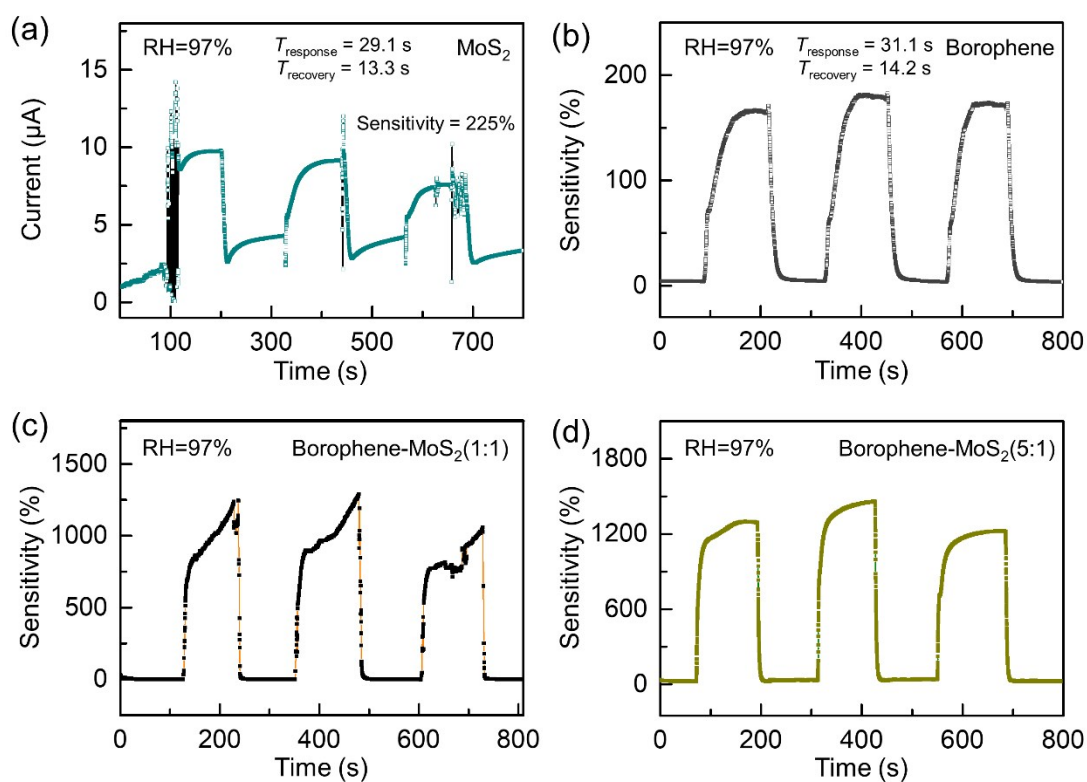 (a)
RH=97%
T_response = 29.1 s
T_recovery = 13.3 s
MoS₂
Sensitivity = 225%
Current (μA)
15
10
5
0
100
300
500
700
Time (s)
(b)
RH=97%
T_response = 31.1 s
T_recovery = 14.2 s
Borophene
Sensitivity (%)
200
100
0
0
200
400
600
800
Time (s)
(c)
RH=97%
Borophene-MoS₂(1:1)
Sensitivity (%)
1500
1000
500
0
0
200
400
600
800
Time (s)
(d)
RH=97%
Borophene-MoS₂(5:1)
Sensitivity (%)
1800
1200
600
0
0
200
400
600
800
Time (s)